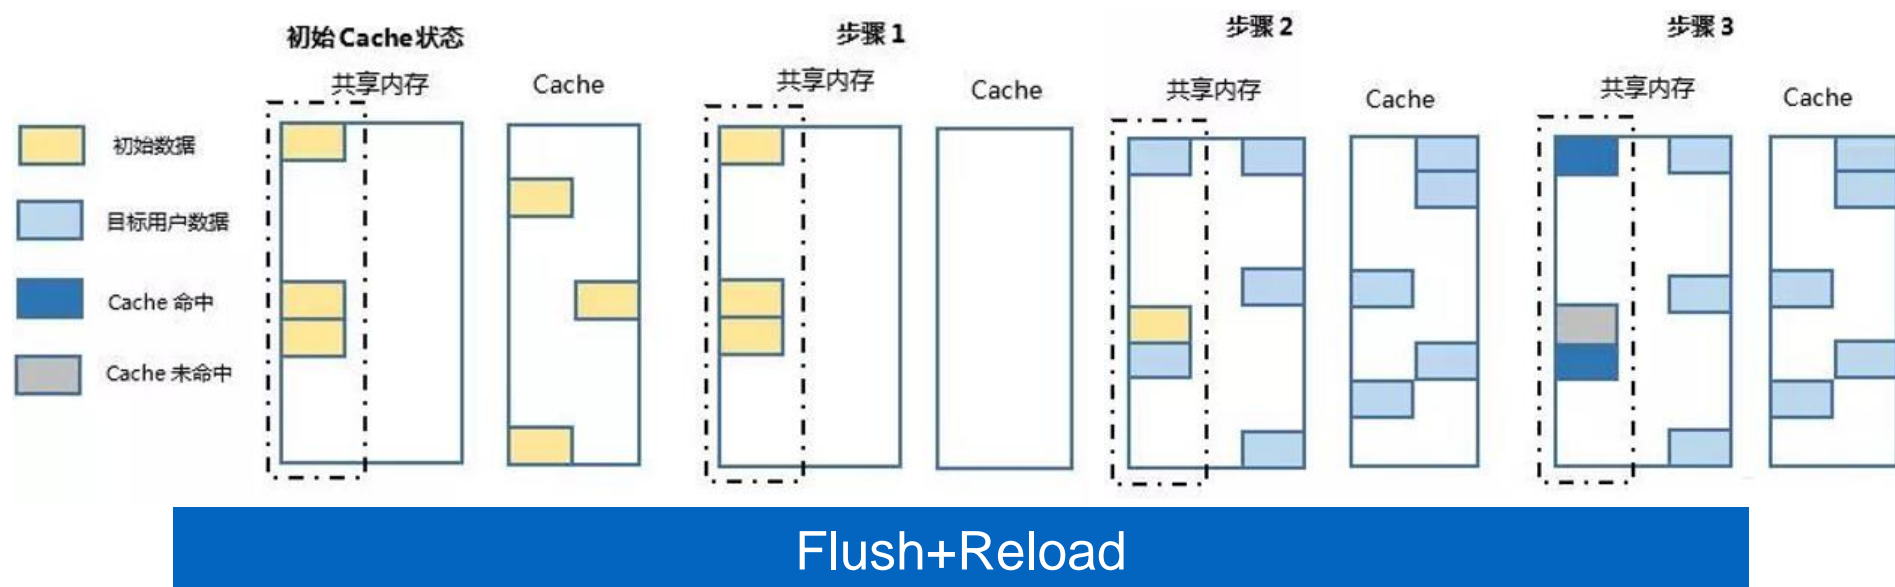 初始Cache状态
步骤 1
步骤 2
步骤 3
共享内存
Cache
共享内存
Cache
共享内存
Cache
共享内存
Cache
初始数据
目标用户数据
Cache 命中
Cache 未命中
Flush+Reload